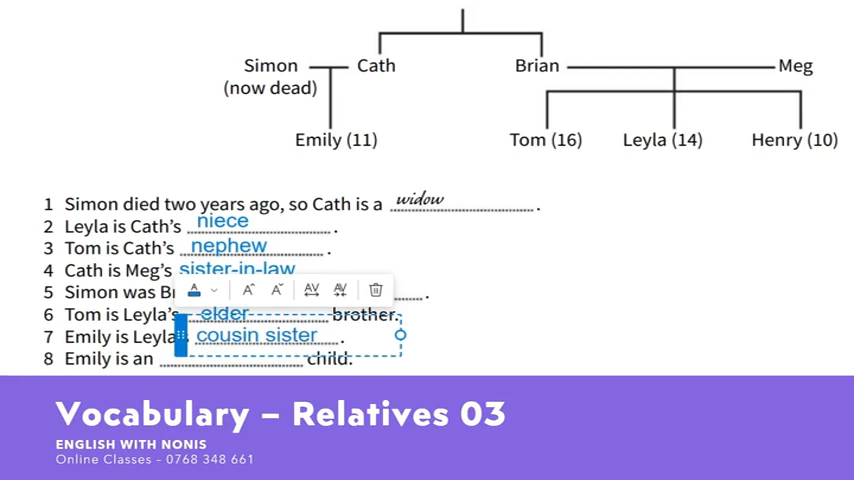 Simon Cath Brian Meg
(now dead)
Emily (11) Tom (16) Leyla (14) Henry (10)
1 Simon died two years ago, so Cath is a widow .
2 Leyla is Cath's niece .
3 Tom is Cath's nephew .
4 Cath is Meg's sister-in-law
5 Simon was .
6 Tom is Leyla's elder brother.
7 Emily is Leyla's cousin sister .
8 Emily is an child.
Vocabulary – Relatives 03
ENGLISH WITH NONIS
Online Classes - 0768 348 661